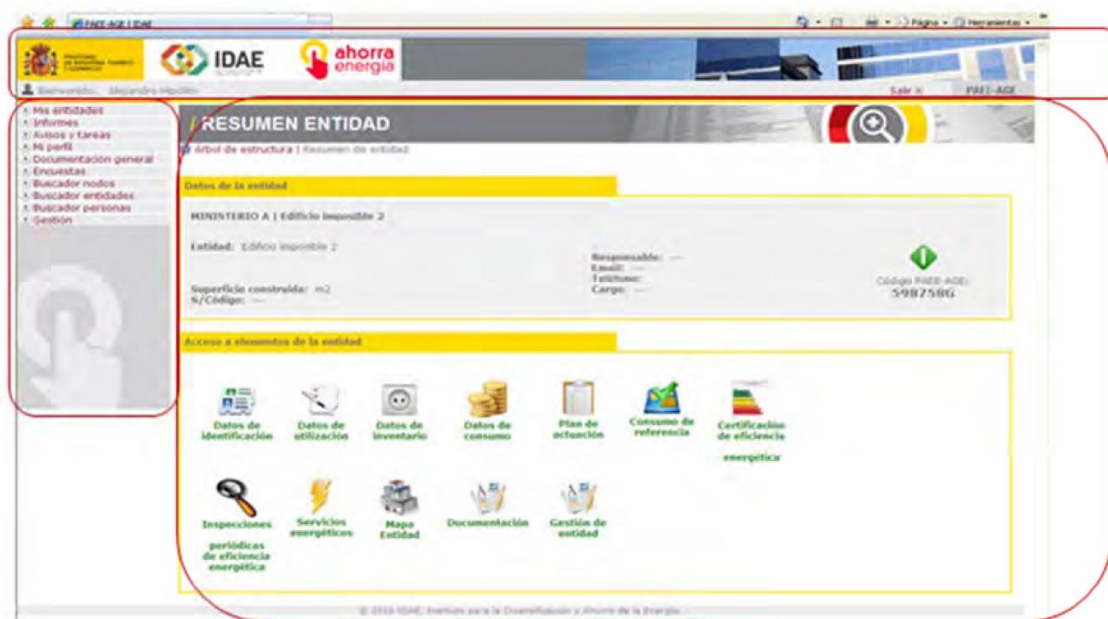 PAEE-AGE | IDAE
Página
Herramientas
IDAE
ahorra
energía
Bienvenido, Alejandro Hipólito
Salir
PAEE-AGE
Mis entidades
Informes
Avisos y tareas
Mi perfil
Documentación general
Encuestas
Buscador nodos
Buscador entidades
Buscador personas
Gestión
/ RESUMEN ENTIDAD
Árbol de estructura | Resumen de entidad
Datos de la entidad
MINISTERIO A | Edificio imposible 2
Entidad: Edificio imposible 2
Responsable: ---
Email: ---
Teléfono:
Cargo: ---
Superficie construida: m2
S/Código: ---
Código PAEE-AGE:
598758G
Acceso a elementos de la entidad
Datos de identificación
Datos de utilización
Datos de inventario
Datos de consumo
Plan de actuación
Consumo de referencia
Certificación de eficiencia energética
Inspecciones periódicas de eficiencia energética
Servicios energéticos
Mapa Entidad
Documentación
Gestión de entidad
IDAE, Instituto para la Diversificación y Ahorro de la Energía